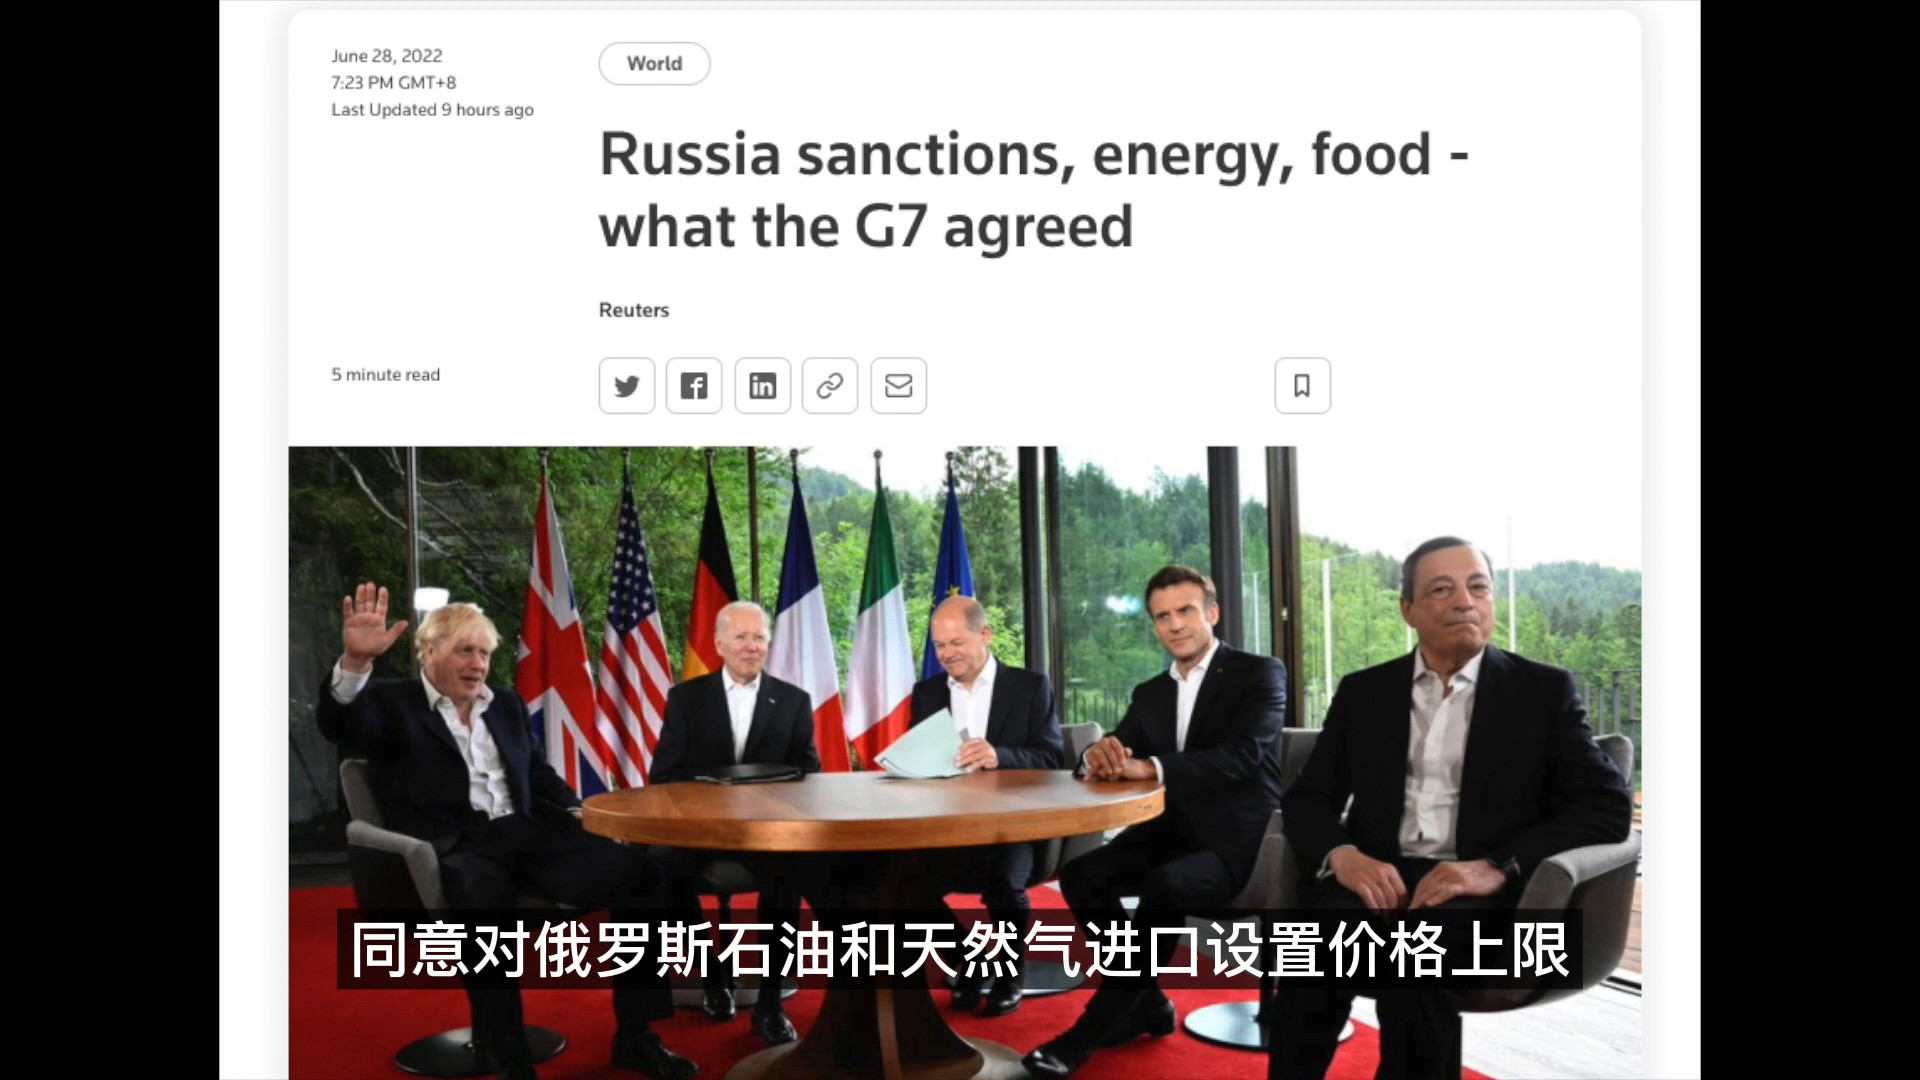 June 28, 2022
7:23 PM GMT+8
Last Updated 9 hours ago
World
Russia sanctions, energy, food -
what the G7 agreed
Reuters
5 minute read
同意对俄罗斯石油和天然气进口设置价格上限